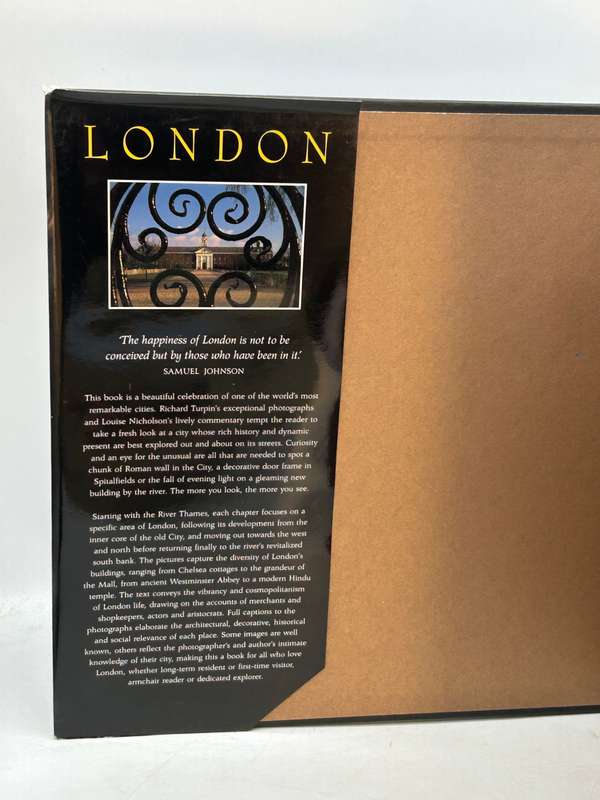 LONDON
'The happiness of London is not to be
conceived but by those who have been in it.'
SAMUEL JOHNSON
This book is a beautiful celebration of one of the world's most
remarkable cities. Richard Turpin's exceptional photographs
and Louise Nicholson's lively commentary tempt the reader to
take a fresh look at a city whose rich history and dynamic
present are best explored out and about on its streets. Curiosity
and an eye for the unusual are all that are needed to spot a
chunk of Roman wall in the City, a decorative door frame in
Spitalfields or the fall of evening light on a gleaming new
building by the river. The more you look, the more you see.
Starting with the River Thames, each chapter focuses on a
specific area of London, following its development from the
inner core of the old City, and moving out towards the west
and north before returning finally to the river's revitalized
south bank. The pictures capture the diversity of London's
buildings, ranging from Chelsea cottages to the grandeur of
the Mall, from ancient Westminster Abbey to a modern Hindu
temple. The text conveys the vibrancy and cosmopolitanism
of London life, drawing on the accounts of merchants and
shopkeepers, actors and aristocrats. Full captions to the
photographs elaborate the architectural, decorative, historical
and social relevance of each place. Some images are well
known, others reflect the photographer's and author's intimate
knowledge of their city, making this a book for all who love
London, whether long-term resident or first-time visitor,
armchair reader or dedicated explorer.